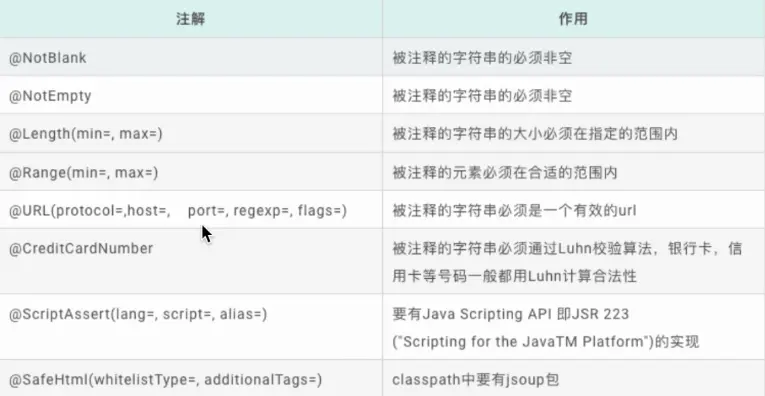 注解 作用
@NotBlank 被注释的字符串的必须非空
@NotEmpty 被注释的字符串的必须非空
@Length(min=, max=) 被注释的字符串的大小必须在指定的范围内
@Range(min=, max=) 被注释的元素必须在合适的范围内
@URL(protocol=,host=, port=, regexp=, flags=) 被注释的字符串必须是一个有效的url
@CreditCardNumber 被注释的字符串必须通过Luhn校验算法，银行卡，信
用卡等号码一般都用Luhn计算合法性
@ScriptAssert(lang=, script=, alias=) 要有Java Scripting API 即JSR 223
("Scripting for the JavaTM Platform")的实现
@SafeHtml(whitelistType=, additionalTags=) classpath中要有jsoup包